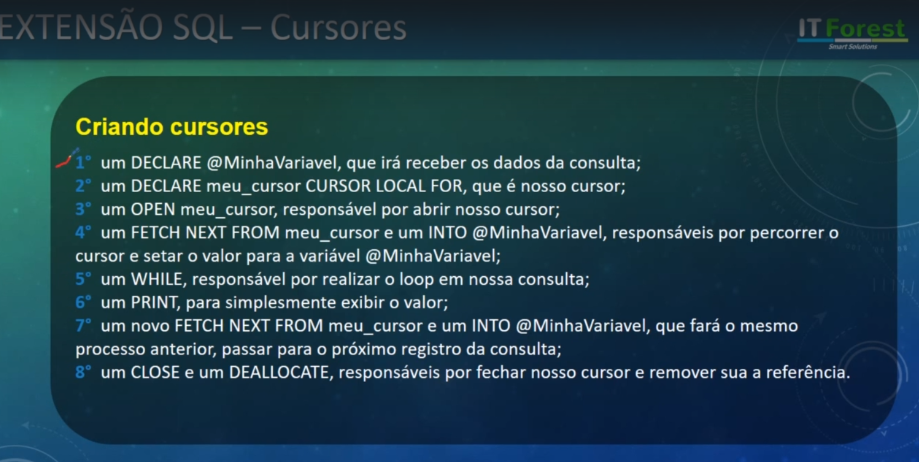 EXTENSÃO SQL – Cursores
IT Forest
Smart Solutions
Criando cursores
1° um DECLARE @MinhaVariavel, que irá receber os dados da consulta;
2° um DECLARE meu_cursor CURSOR LOCAL FOR, que é nosso cursor;
3° um OPEN meu_cursor, responsável por abrir nosso cursor;
4° um FETCH NEXT FROM meu_cursor e um INTO @MinhaVariavel, responsáveis por percorrer o
cursor e setar o valor para a variável @MinhaVariavel;
5° um WHILE, responsável por realizar o loop em nossa consulta;
6° um PRINT, para simplesmente exibir o valor;
7° um novo FETCH NEXT FROM meu_cursor e um INTO @MinhaVariavel, que fará o mesmo
processo anterior, passar para o próximo registro da consulta;
8° um CLOSE e um DEALLOCATE, responsáveis por fechar nosso cursor e remover sua a referência.